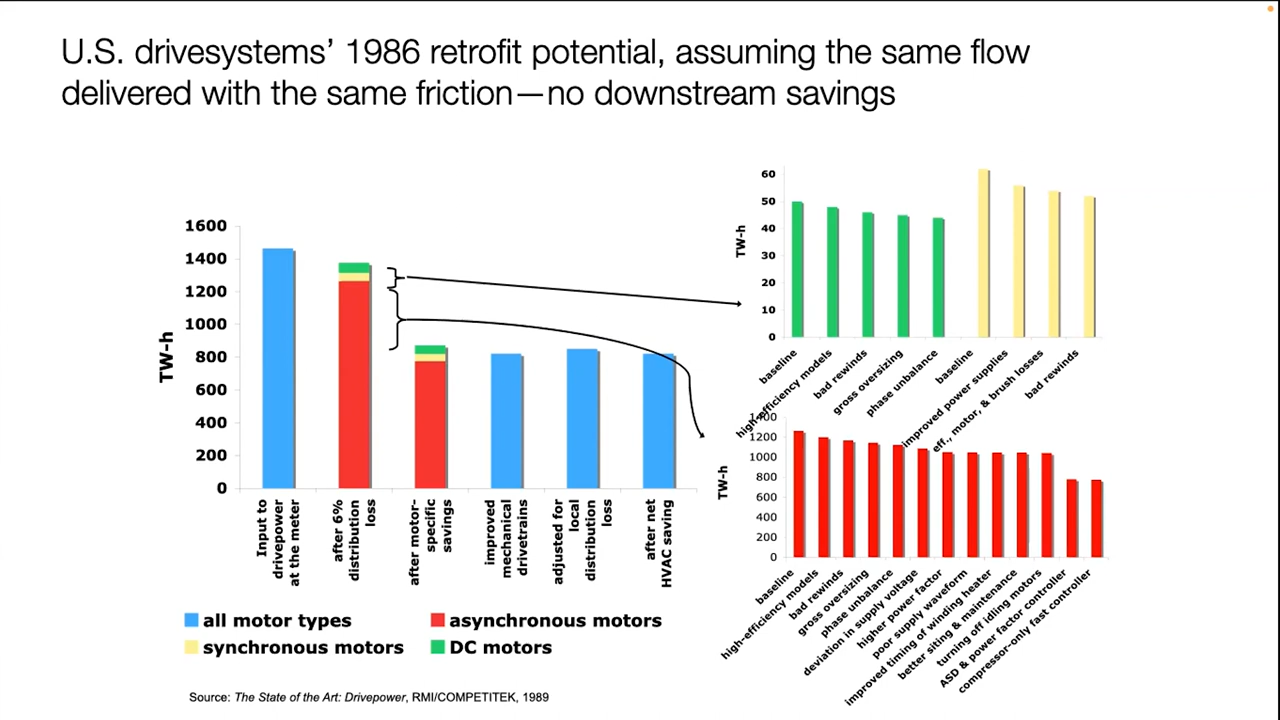 U.S. drivesystems’ 1986 retrofit potential, assuming the same flow
delivered with the same friction—no downstream savings
1600
1400
1200
1000
800
600
400
200
0
TW-h
Input to
drivepower
at the meter
after 6%
distribution
loss
after motor-
specific
savings
improved
mechanical
drivetrains
adjusted for
local
distribution
loss
after net
HVAC saving
all motor types
asynchronous motors
synchronous motors
DC motors
60
50
40
30
20
10
0
TW-h
baseline
high-efficiency models
bad rewinds
gross oversizing
phase unbalance
baseline
improved power supplies
eff., motor, & brush losses
bad rewinds
1400
1200
1000
800
600
400
200
0
TW-h
baseline
high-efficiency models
bad rewinds
gross oversizing
phase unbalance
deviation in supply voltage
higher power factor
poor supply waveform
improved timing of winding heater
better siting & maintenance
turning off idling motors
ASD & power factor controller
compressor-only fast controller
Source: The State of the Art: Drivepower, RMI/COMPETITEK, 1989